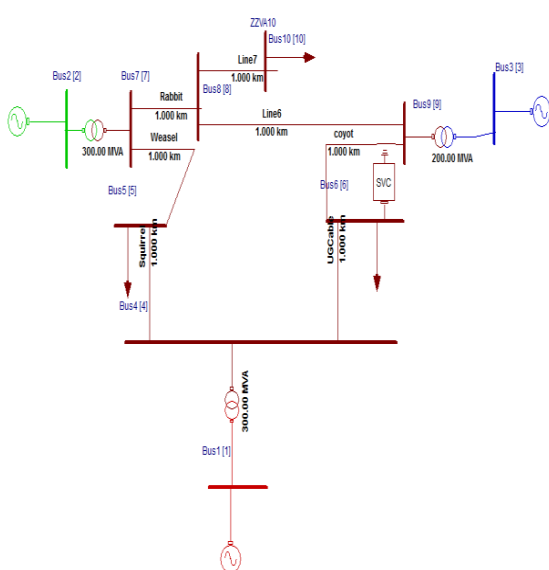 ZZVA10
Bus10 [10]
Bus2 [2]
Bus7 [7]
Line7
Bus3 [3]
1.000 km
Bus8 [8]
Rabbit
1.000 km
Line6
1.000 km
Bus9 [9]
Weasel
1.000 km
coyot
1.000 km
300.00 MVA
200.00 MVA
Bus5 [5]
Bus6 [6]
SVC
Squirrel
1.000 km
UGCable
1.000 km
Bus4 [4]
300.00 MVA
Bus1 [1]